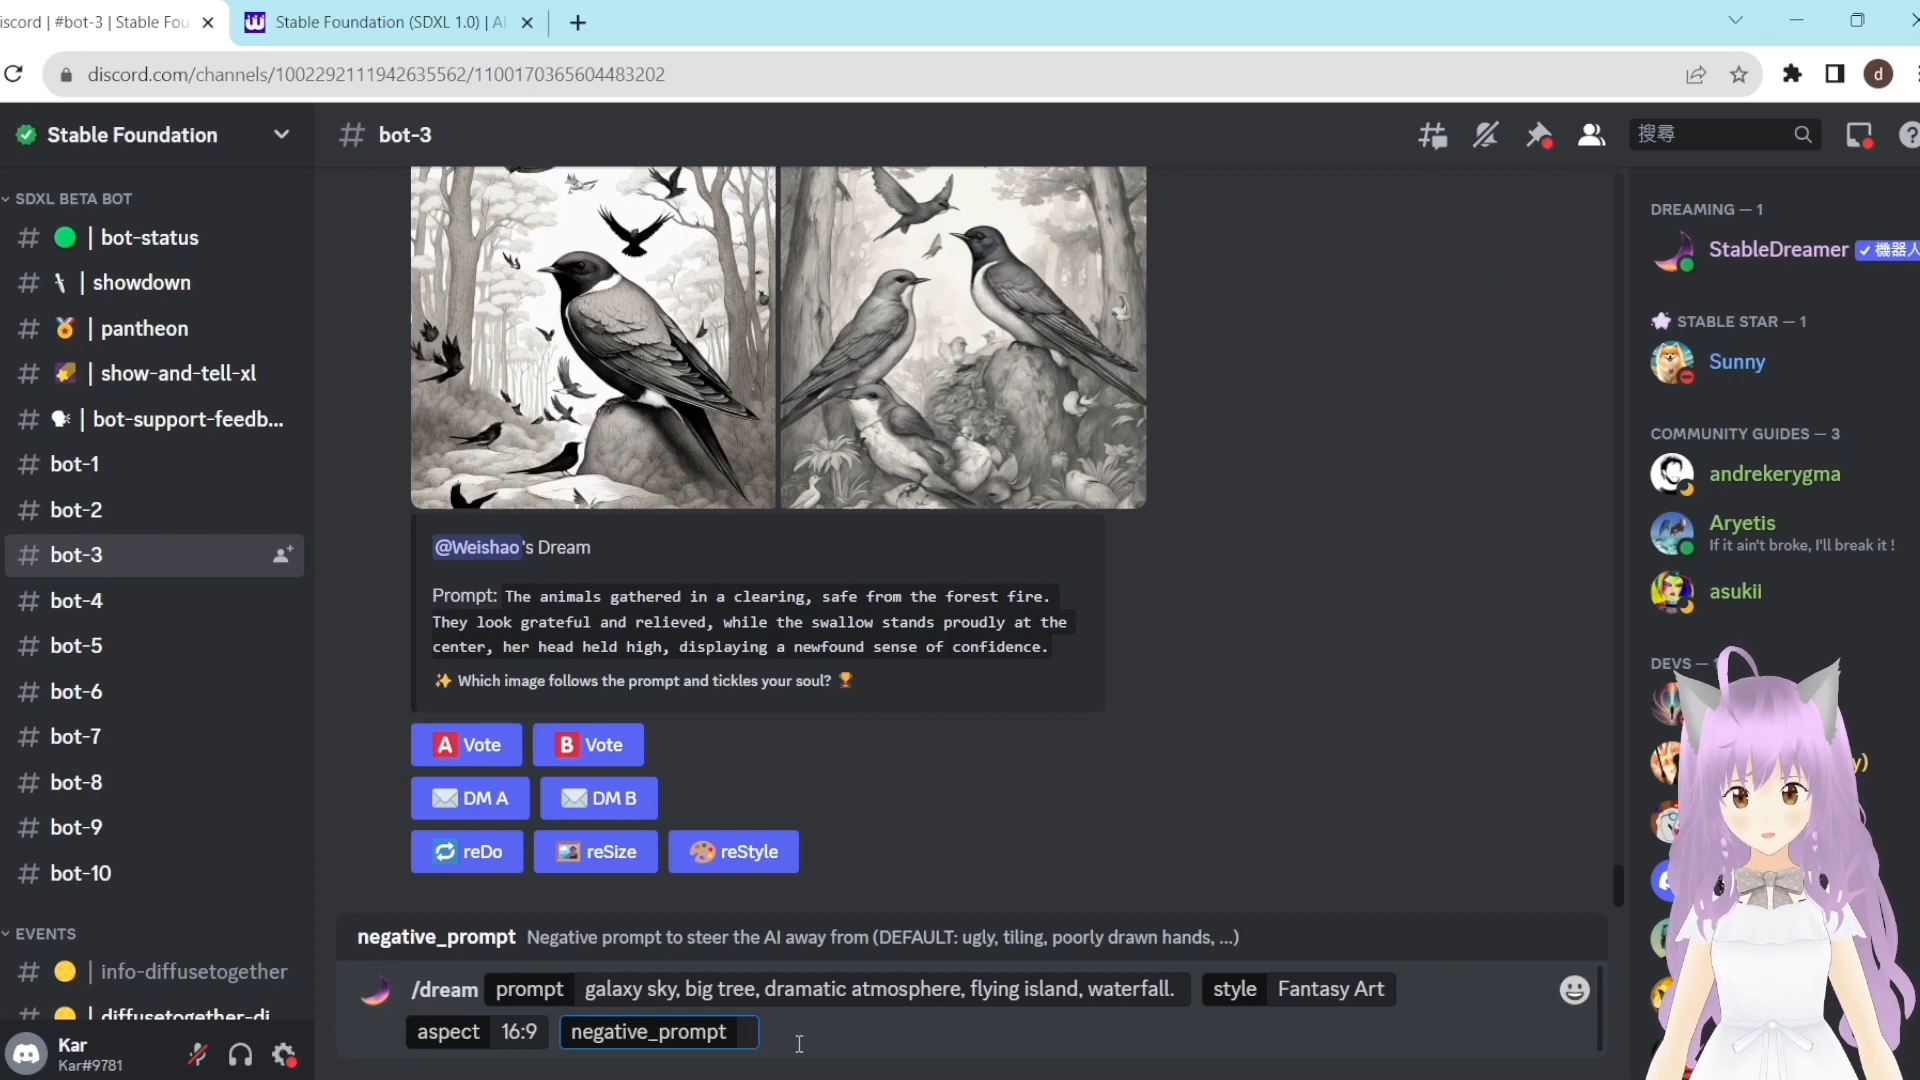 iscord | #bot-3 | Stable Fou
Stable Foundation (SDXL 1.0) | AI
discord.com/channels/1002292111942635562/1100170365604483202
d
Stable Foundation
bot-3
搜尋
SDXL BETA BOT
| bot-status
| showdown
| pantheon
| show-and-tell-xl
| bot-support-feedb...
bot-1
bot-2
bot-3
bot-4
bot-5
bot-6
bot-7
bot-8
bot-9
bot-10
EVENTS
| info-diffusetogether
| diffusetogether-di
Kar
Kar#9781
@Weishao's Dream
Prompt: The animals gathered in a clearing, safe from the forest fire.
They look grateful and relieved, while the swallow stands proudly at the
center, her head held high, displaying a newfound sense of confidence.
✨ Which image follows the prompt and tickles your soul? 🏆
A Vote
B Vote
DM A
DM B
reDo
reSize
reStyle
negative_prompt Negative prompt to steer the AI away from (DEFAULT: ugly, tiling, poorly drawn hands, ...)
/dream prompt galaxy sky, big tree, dramatic atmosphere, flying island, waterfall. style Fantasy Art
aspect 16:9 negative_prompt
DREAMING — 1
StableDreamer ✓ 機器人
STABLE STAR — 1
Sunny
COMMUNITY GUIDES — 3
andrekerygma
Aryetis
If it ain't broke, I'll break it !
asukii
DEVS — 1
y)